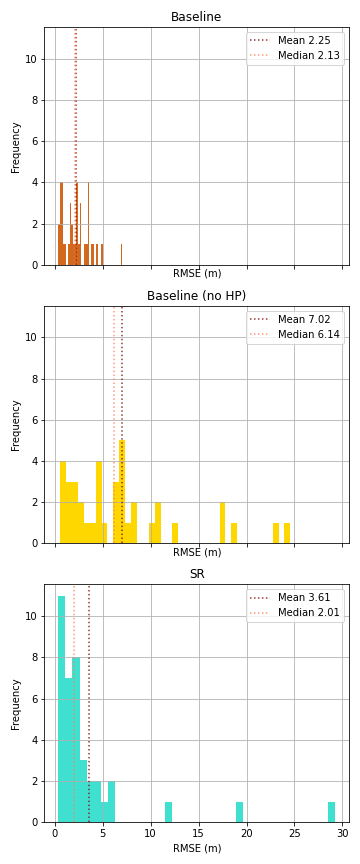 Baseline
Mean 2.25
Median 2.13
Frequency
10
8
6
4
2
0
RMSE (m)
Baseline (no HP)
Mean 7.02
Median 6.14
Frequency
10
8
6
4
2
0
RMSE (m)
SR
Mean 3.61
Median 2.01
Frequency
10
8
6
4
2
0
0 5 10 15 20 25 30
RMSE (m)